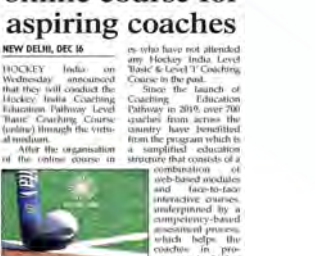 online course for
aspiring coaches
NEW DELHI, DEC 16
HOCKEY India on
Wednesday announced
that they will conduct the
Hockey India Coaching
Education Pathway Level
'Basic' Coaching Course
(online) through the virtu-
al medium.
After the organisation
of the online course in
es who have not attended
any Hockey India Level
'Basic' & Level '1' Coaching
Course in the past.
Since the launch of
Coaching Education
Pathway in 2019, over 700
coaches from across the
country have benefitted
from the program which is
a simplified education
structure that consists of a
combination of
web-based modules
and face-to-face
interactive courses,
underpinned by a
competency-based
assessment process,
which helps the
coaches in pro-